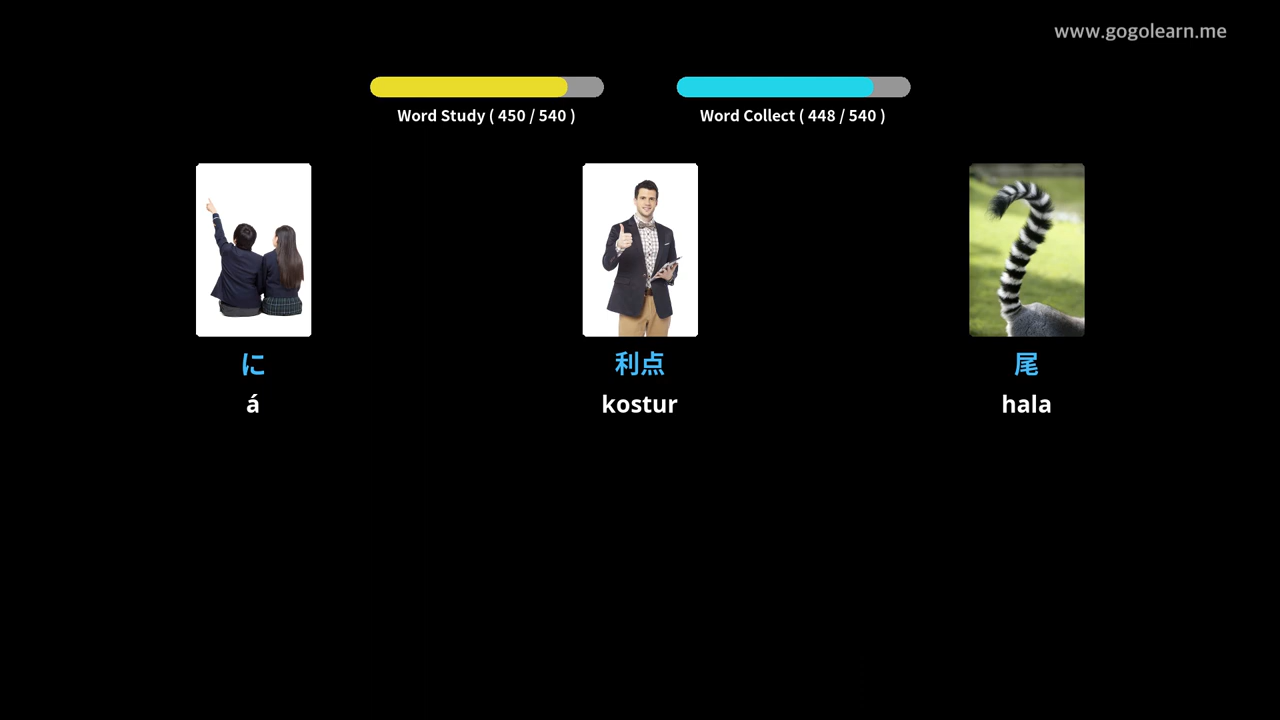 www.gogolearn.me
Word Study ( 450 / 540 )
Word Collect ( 448 / 540 )
に
利点
尾
á
kostur
hala